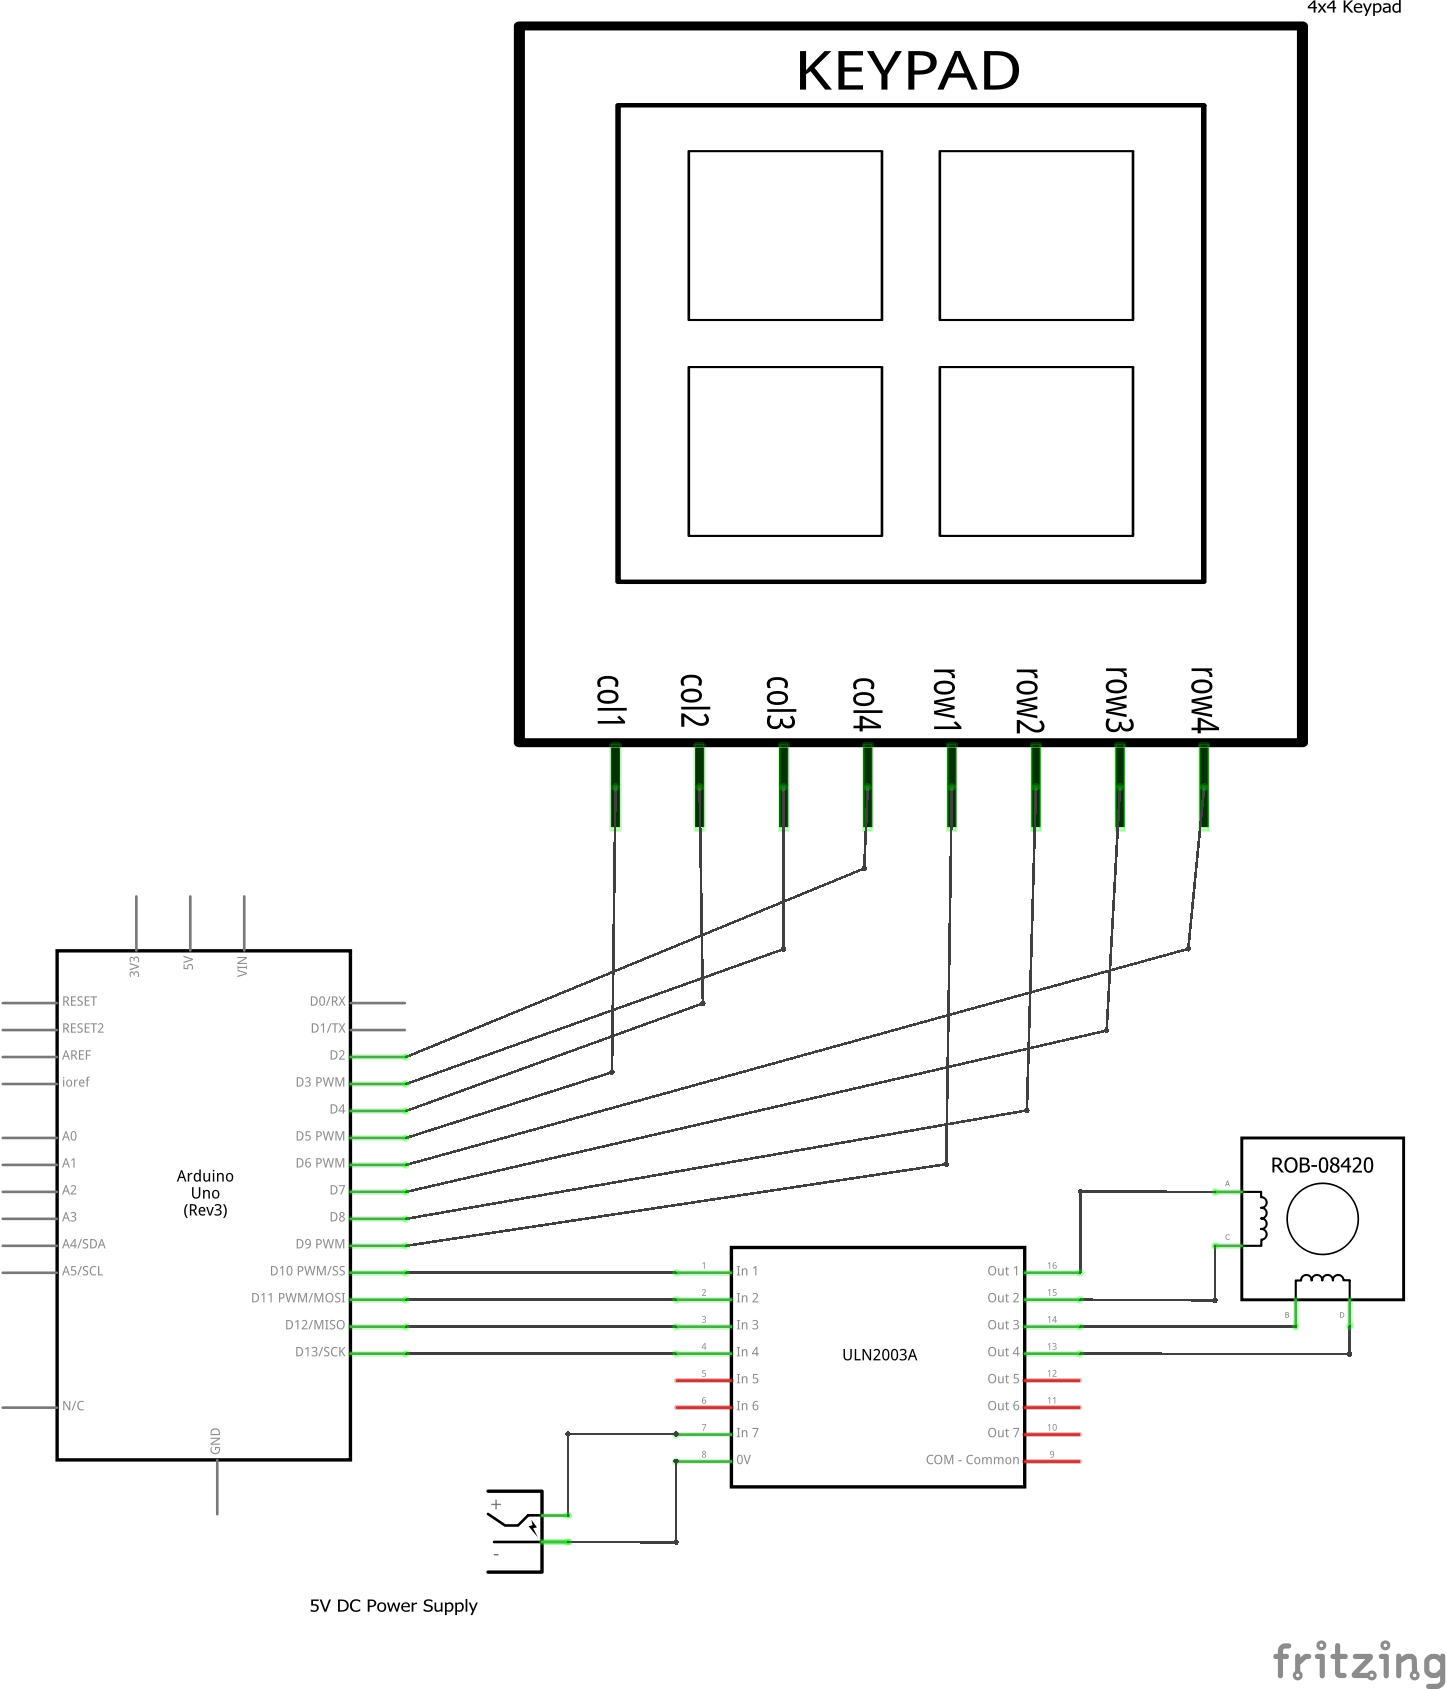 4x4 Keypad
KEYPAD
col1
col2
col3
col4
row1
row2
row3
row4
3V3
5V
VIN
RESET
RESET2
AREF
ioref
A0
A1
A2
A3
A4/SDA
A5/SCL
N/C
Arduino
Uno
(Rev3)
D0/RX
D1/TX
D2
D3 PWM
D4
D5 PWM
D6 PWM
D7
D8
D9 PWM
D10 PWM/SS
D11 PWM/MOSI
D12/MISO
D13/SCK
GND
1 In 1
2 In 2
3 In 3
4 In 4
5 In 5
6 In 6
7 In 7
8 0V
ULN2003A
Out 1 16
Out 2 15
Out 3 14
Out 4 13
Out 5 12
Out 6 11
Out 7 10
COM - Common 9
ROB-08420
A
C
B
D
+
-
5V DC Power Supply
fritzing